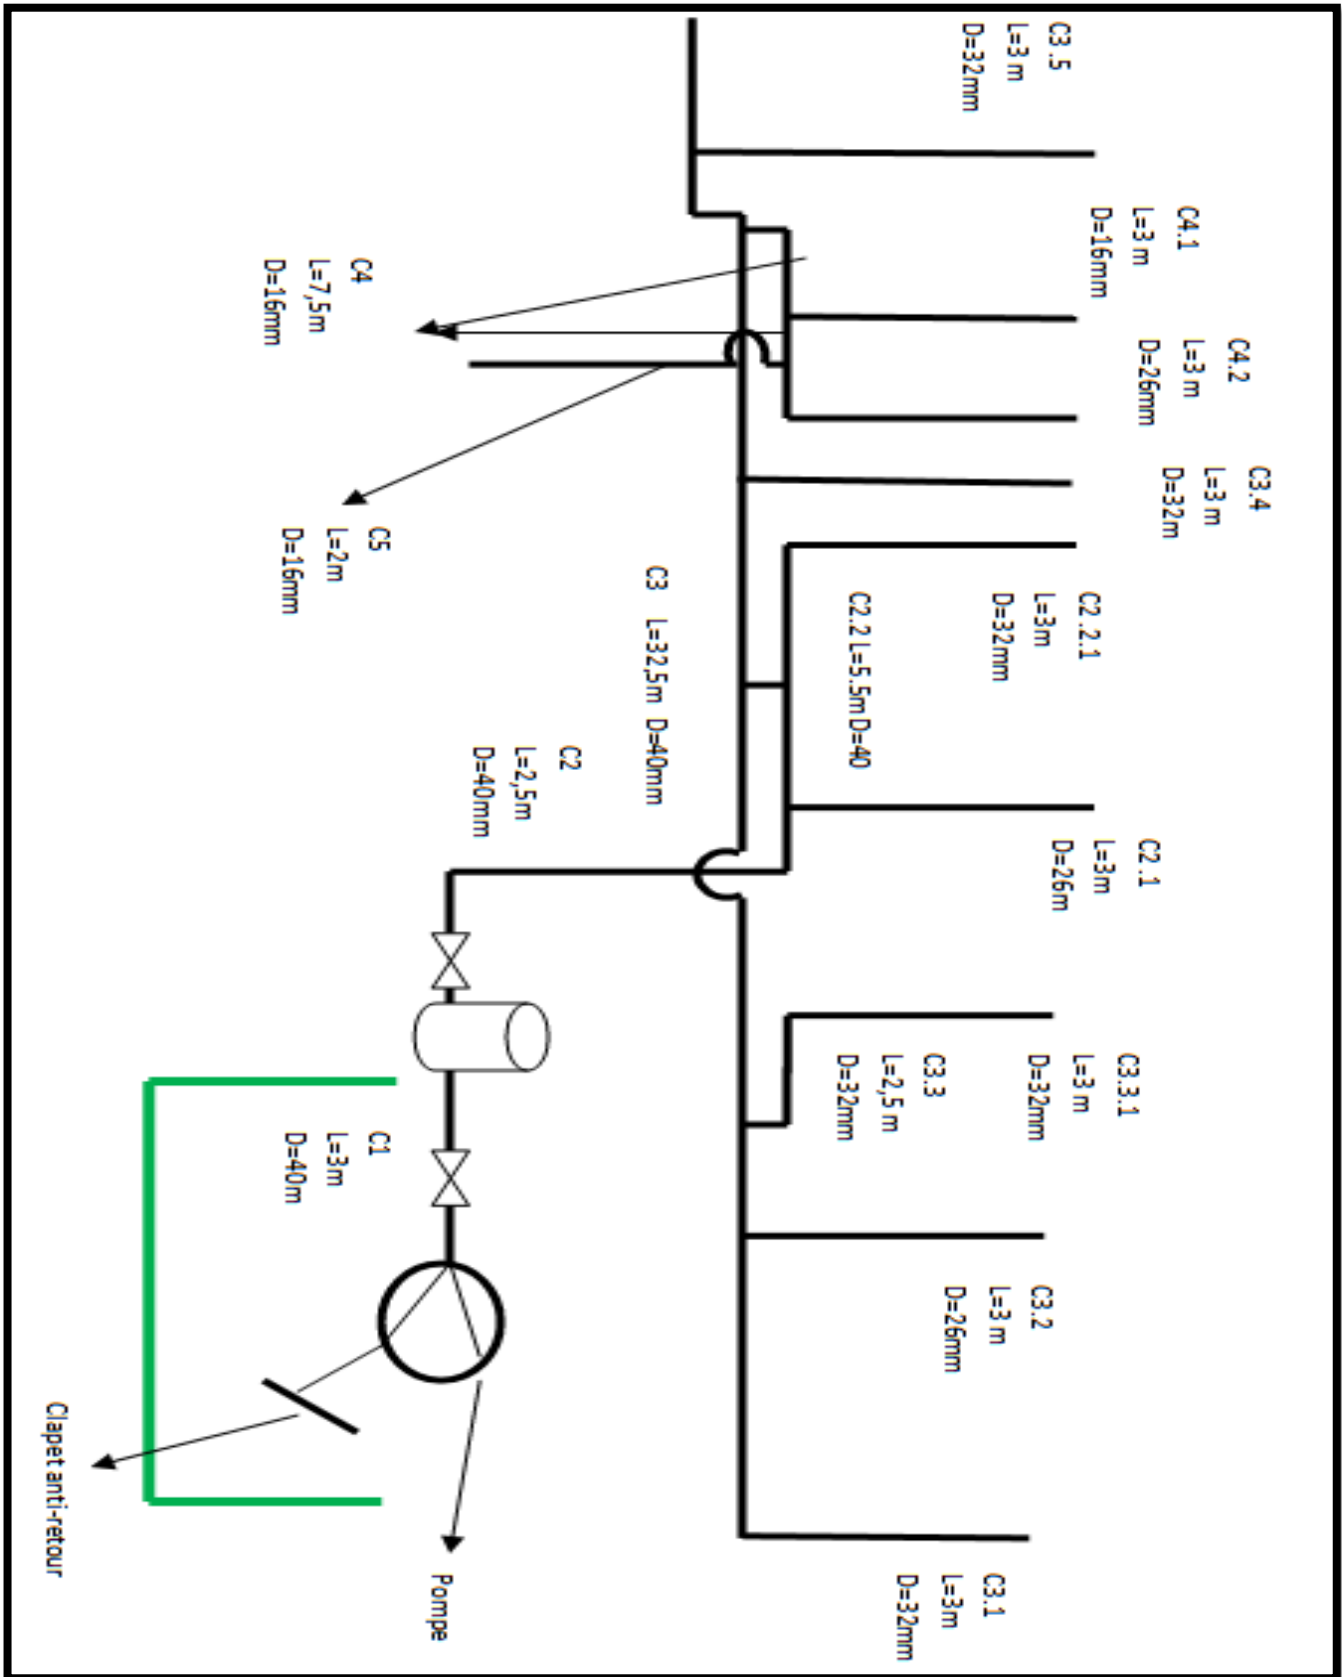 C3 .5
L=3 m
D=32mm
C4.1
L=3 m
D=16mm
C4.2
L=3 m
D=26mm
C3.4
L=3 m
D=32m
C2 .2.1
L=3m
D=32mm
C2.1
L=3m
D=26m
C3.3.1
L=3 m
D=32mm
C3.2
L=3 m
D=26mm
C3.1
L=3m
D=32mm
C2.2 L=5.5m D=40
C3.3
L=2,5 m
D=32mm
C3 L=32,5m D=40mm
C4
L=7,5m
D=16mm
C5
L=2m
D=16mm
C2
L=2,5m
D=40mm
C1
L=3m
D=40m
Pompe
Clapet anti-retour